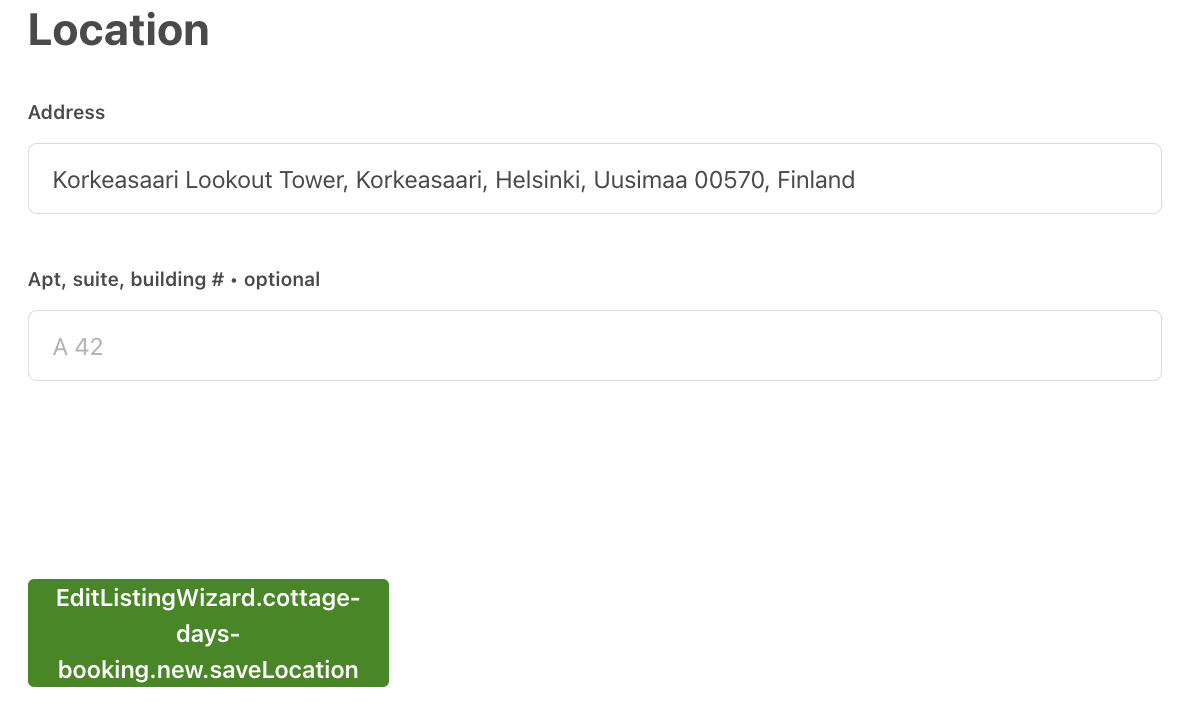 Location
Address
Korkeasaari Lookout Tower, Korkeasaari, Helsinki, Uusimaa 00570, Finland
Apt, suite, building # • optional
A 42
EditListingWizard.cottage-
days-
booking.new.saveLocation